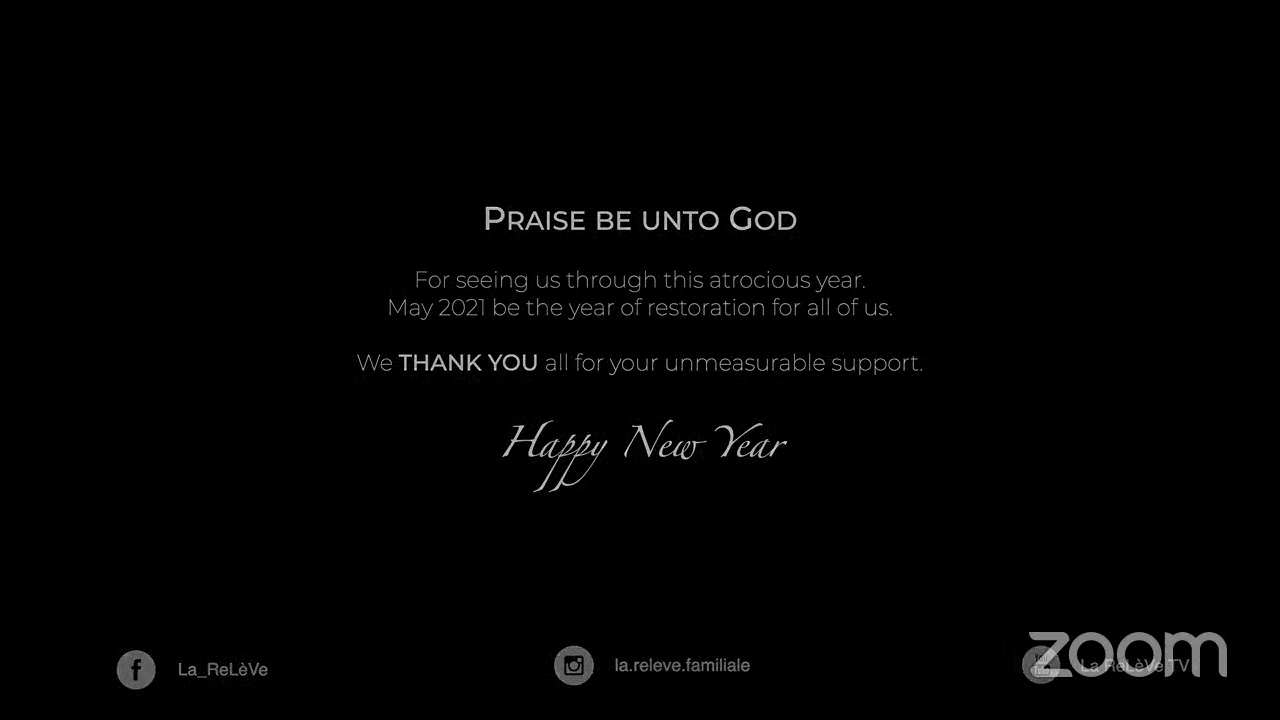 PRAISE BE UNTO GOD
For seeing us through this atrocious year.
May 2021 be the year of restoration for all of us.
We THANK YOU all for your unmeasurable support.
Happy New Year
La_ReLèVe
la.releve.familiale
La ReLèVe TV
zoom